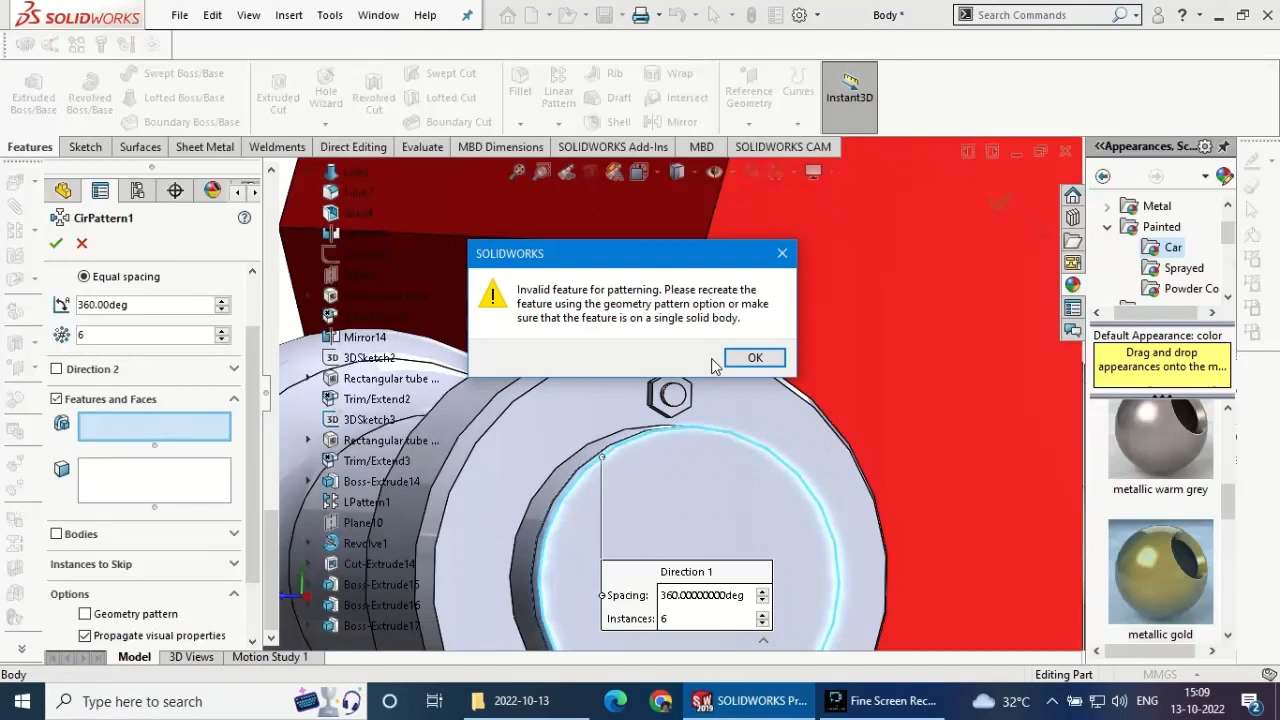 SOLIDWORKS
File Edit View Insert Tools Window Help
Body *
Search Commands
Extruded Boss/Base
Revolved Boss/Base
Swept Boss/Base
Lofted Boss/Base
Boundary Boss/Base
Extruded Cut
Hole Wizard
Revolved Cut
Swept Cut
Lofted Cut
Boundary Cut
Fillet
Linear Pattern
Rib
Draft
Shell
Wrap
Intersect
Mirror
Reference Geometry
Curves
Instant3D
Features Sketch Surfaces Sheet Metal Weldments Direct Editing Evaluate MBD Dimensions SOLIDWORKS Add-Ins MBD SOLIDWORKS CAM
CirPattern1
Equal spacing
360.00deg
6
Direction 2
Features and Faces
Bodies
Instances to Skip
Options
Geometry pattern
Propagate visual properties
Mirror14
3DSketch2
Rectangular tube ...
Trim/Extend2
3DSketch3
Rectangular tube ...
Trim/Extend3
Boss-Extrude14
LPattern1
Plane10
Revolve1
Cut-Extrude14
Boss-Extrude15
Boss-Extrude16
Boss-Extrude17
SOLIDWORKS
Invalid feature for patterning. Please recreate the
feature using the geometry pattern option or make
sure that the feature is on a single solid body.
OK
Direction 1
Spacing: 360.00000000deg
Instances: 6
<<Appearances, Sc...
Metal
Painted
Car
Sprayed
Powder Co
Default Appearance: color
Drag and drop
appearances onto the m...
metallic warm grey
metallic gold
Model 3D Views Motion Study 1
Body
Editing Part
MMGS
Type here to search
2022-10-13
SOLIDWORKS Pr...
Fine Screen Rec...
32°C
ENG
15:09
13-10-2022
2